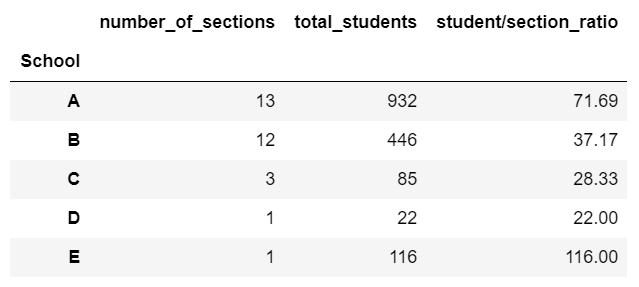 number_of_sections total_students student/section_ratio
School
A 13 932 71.69
B 12 446 37.17
C 3 85 28.33
D 1 22 22.00
E 1 116 116.00